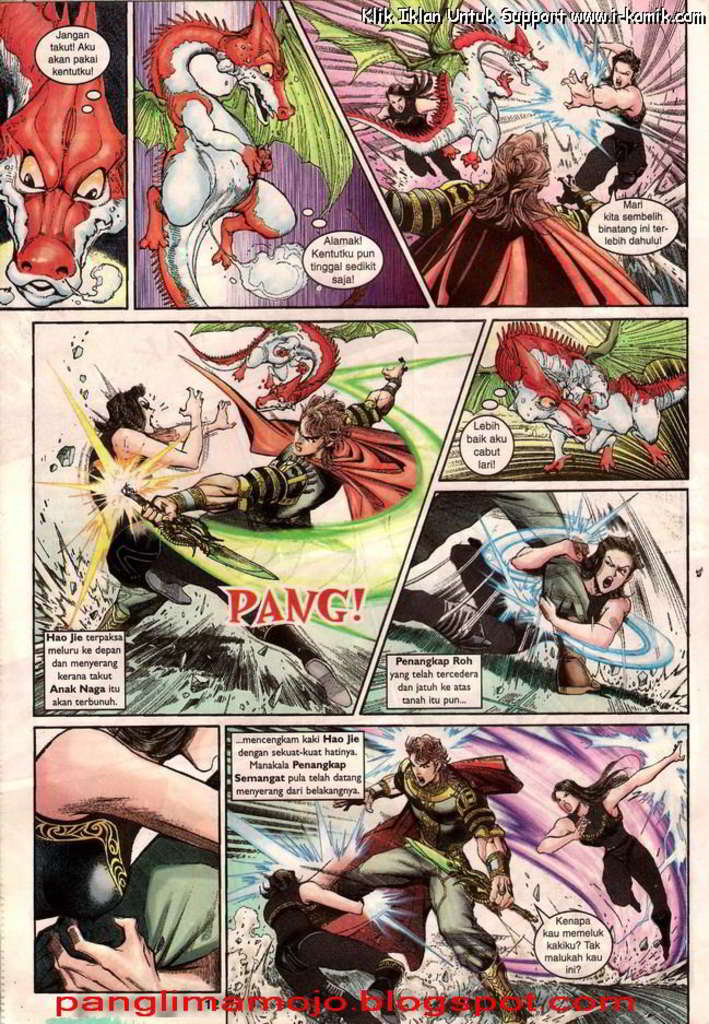 Klik Iklan Untuk Support www.i-komik.com
Jangan
takut! Aku
akan pakai
kentutku!
Alamak!
Kentutku pun
tinggal sedikit
saja!
Mari
kita sembelih
binatang ini ter-
lebih dahulu!
PANG!
Hao Jie terpaksa
meluru ke depan
dan menyerang
kerana takut
Anak Naga itu
akan terbunuh.
Lebih
baik aku
cabut
lari!
Penangkap Roh
yang telah tercedera
dan jatuh ke atas
tanah itu pun...
...mencengkam kaki Hao Jie
dengan sekuat-kuat hatinya.
Manakala Penangkap
Semangat pula telah datang
menyerang dari belakangnya.
Kenapa
kau memeluk
kakiku? Tak
malukah kau
ini?
panglimamojo.blogspot.com